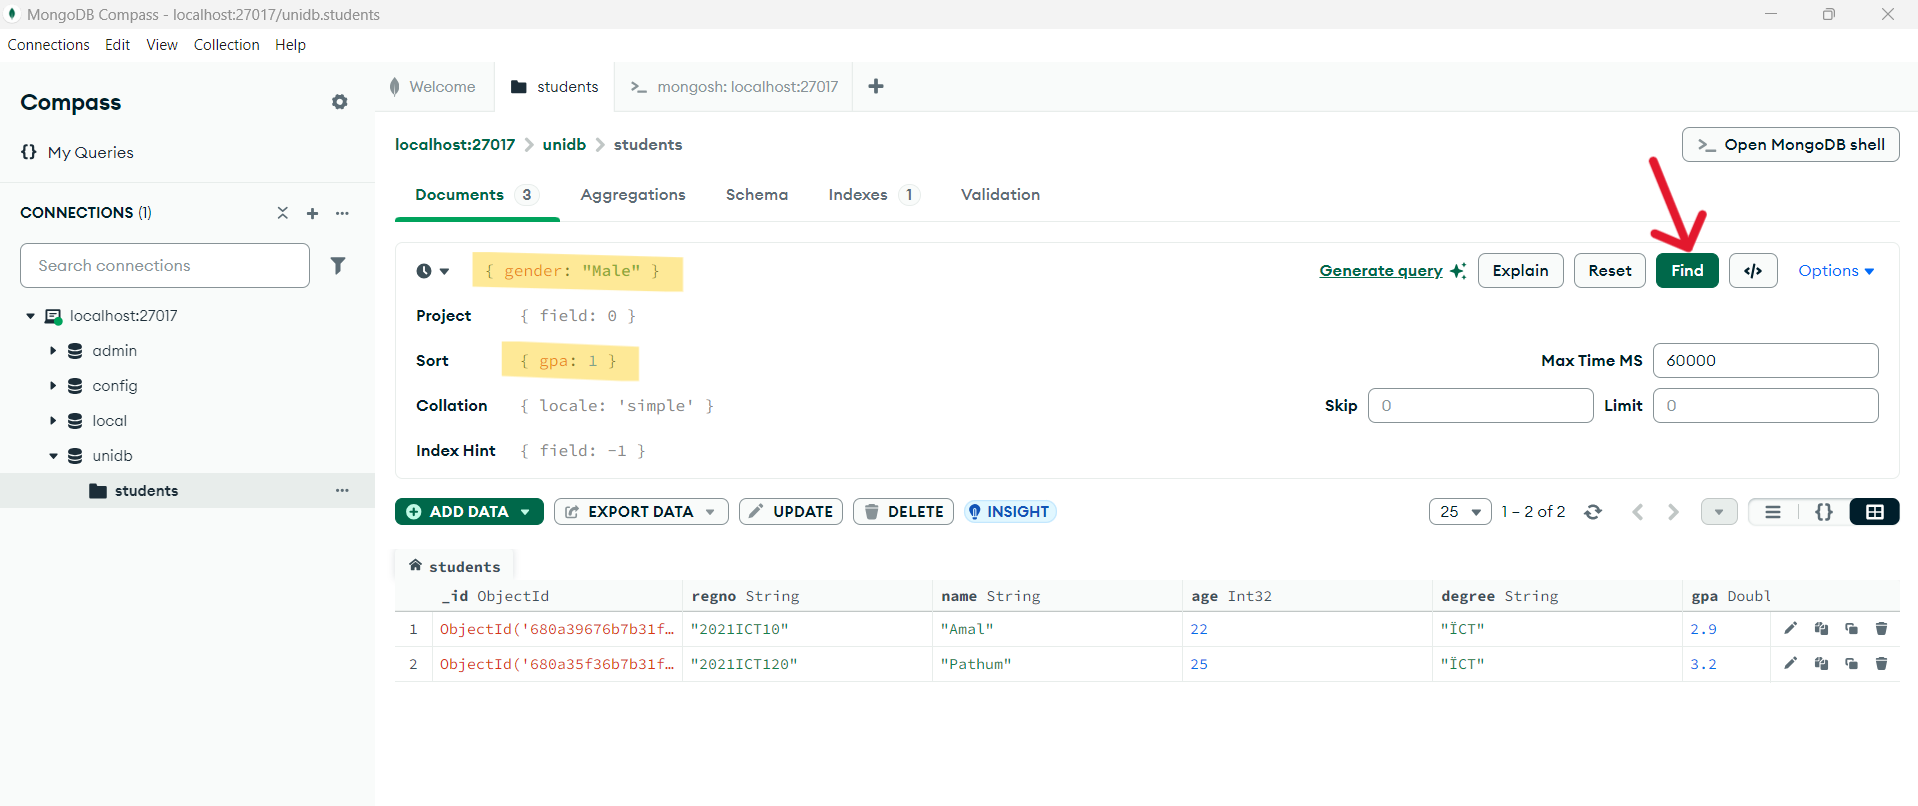 MongoDB Compass - localhost:27017/unidb.students
Connections Edit View Collection Help
Compass
{} My Queries
CONNECTIONS (1)
Search connections
localhost:27017
admin
config
local
unidb
students
Welcome students >_ mongosh: localhost:27017
localhost:27017 > unidb > students
>_ Open MongoDB shell
Documents 3 Aggregations Schema Indexes 1 Validation
{ gender: "Male" }
Generate query Explain Reset Find </> Options
Project { field: 0 }
Sort { gpa: 1 }
Max Time MS 60000
Collation { locale: 'simple' }
Skip 0 Limit 0
Index Hint { field: -1 }
ADD DATA EXPORT DATA UPDATE DELETE INSIGHT
25 1 – 2 of 2 {}
students
_id ObjectId regno String name String age Int32 degree String gpa Doubl
1 ObjectId('680a39676b7b31f… "2021ICT10" "Amal" 22 "ÏCT" 2.9
2 ObjectId('680a35f36b7b31f… "2021ICT120" "Pathum" 25 "ÏCT" 3.2